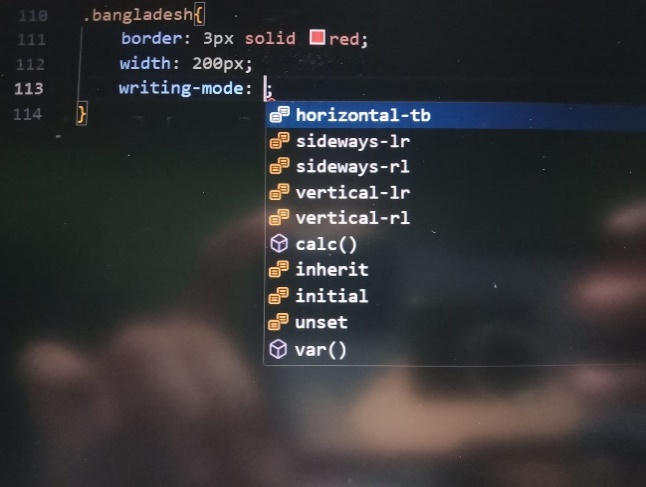 110 .bangladesh{
111 border: 3px solid red;
112 width: 200px;
113 writing-mode: ;
114 }
horizontal-tb
sideways-lr
sideways-rl
vertical-lr
vertical-rl
calc()
inherit
initial
unset
var()